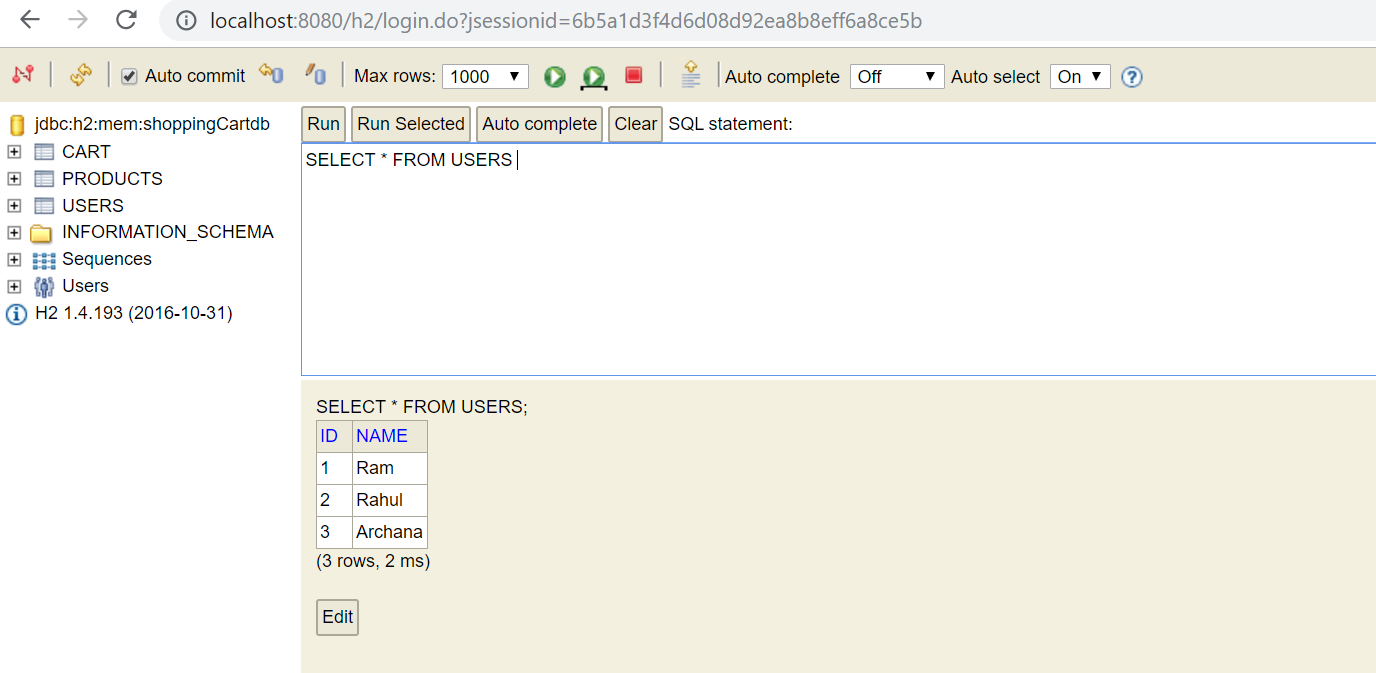 localhost:8080/h2/login.do?jsessionid=6b5a1d3f4d6d08d92ea8b8eff6a8ce5b
Auto commit Max rows: 1000 Auto complete Off Auto select On ?
jdbc:h2:mem:shoppingCartdb
CART
PRODUCTS
USERS
INFORMATION_SCHEMA
Sequences
Users
H2 1.4.193 (2016-10-31)
Run Run Selected Auto complete Clear SQL statement:
SELECT * FROM USERS
SELECT * FROM USERS;
ID NAME
1 Ram
2 Rahul
3 Archana
(3 rows, 2 ms)
Edit